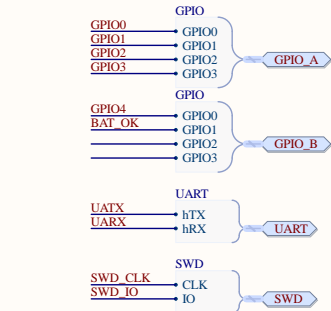 GPIO
GPIO0 GPIO0
GPIO1 GPIO1
GPIO2 GPIO2 GPIO_A
GPIO3 GPIO3
GPIO
GPIO4 GPIO0
BAT_OK GPIO1
GPIO2 GPIO_B
GPIO3
UART
UATX hTX
UARX hRX UART
SWD
SWD_CLK CLK
SWD_IO IO SWD